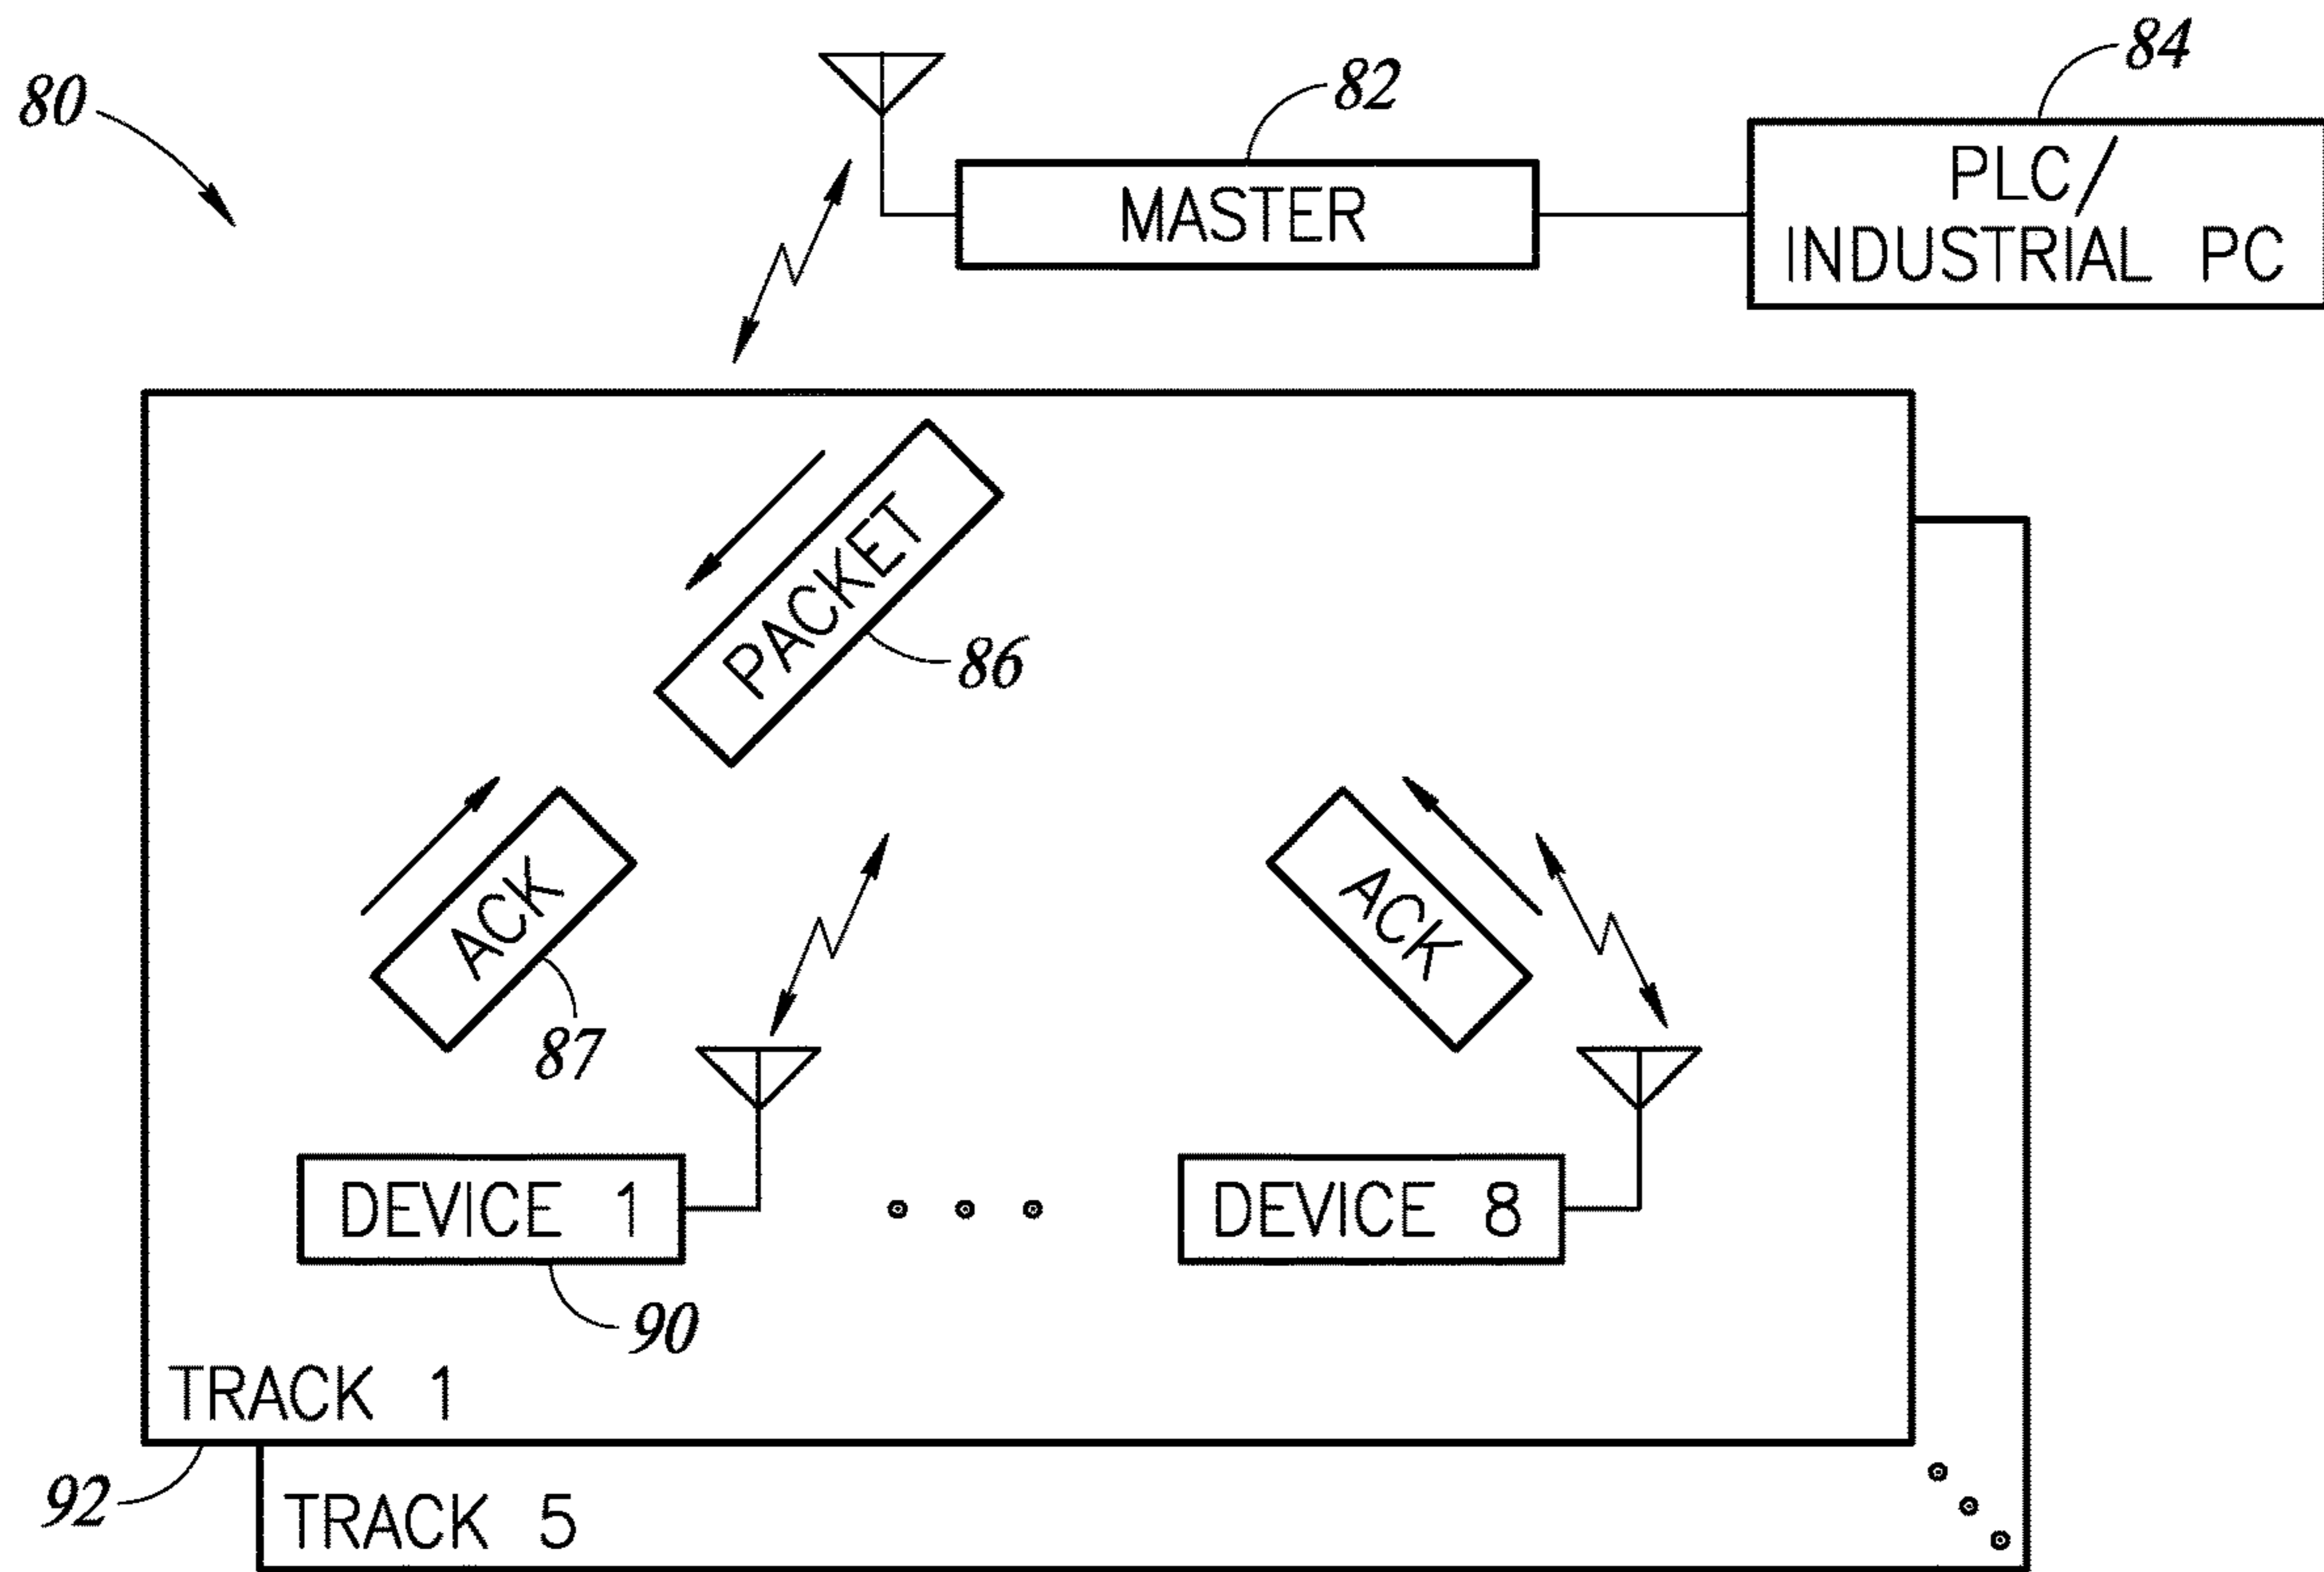 80
82
84
MASTER
PLC/
INDUSTRIAL PC
PACKET
86
ACK
87
ACK
DEVICE 1
DEVICE 8
90
TRACK 1
92
TRACK 5